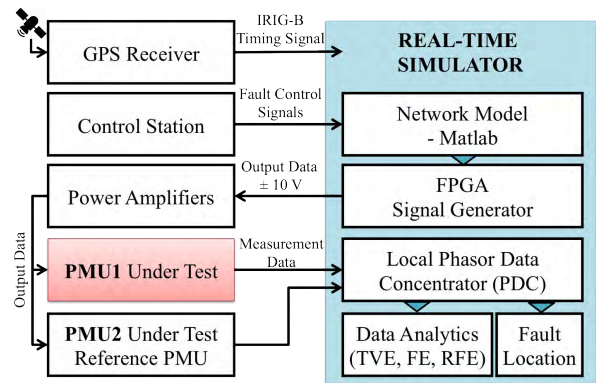 IRIG-B
Timing Signal
GPS Receiver
REAL-TIME
SIMULATOR
Fault Control
Signals
Control Station
Network Model
- Matlab
Output Data
± 10 V
Power Amplifiers
FPGA
Signal Generator
Output Data
Measurement
Data
PMU1 Under Test
Local Phasor Data
Concentrator (PDC)
PMU2 Under Test
Reference PMU
Data Analytics
(TVE, FE, RFE)
Fault
Location